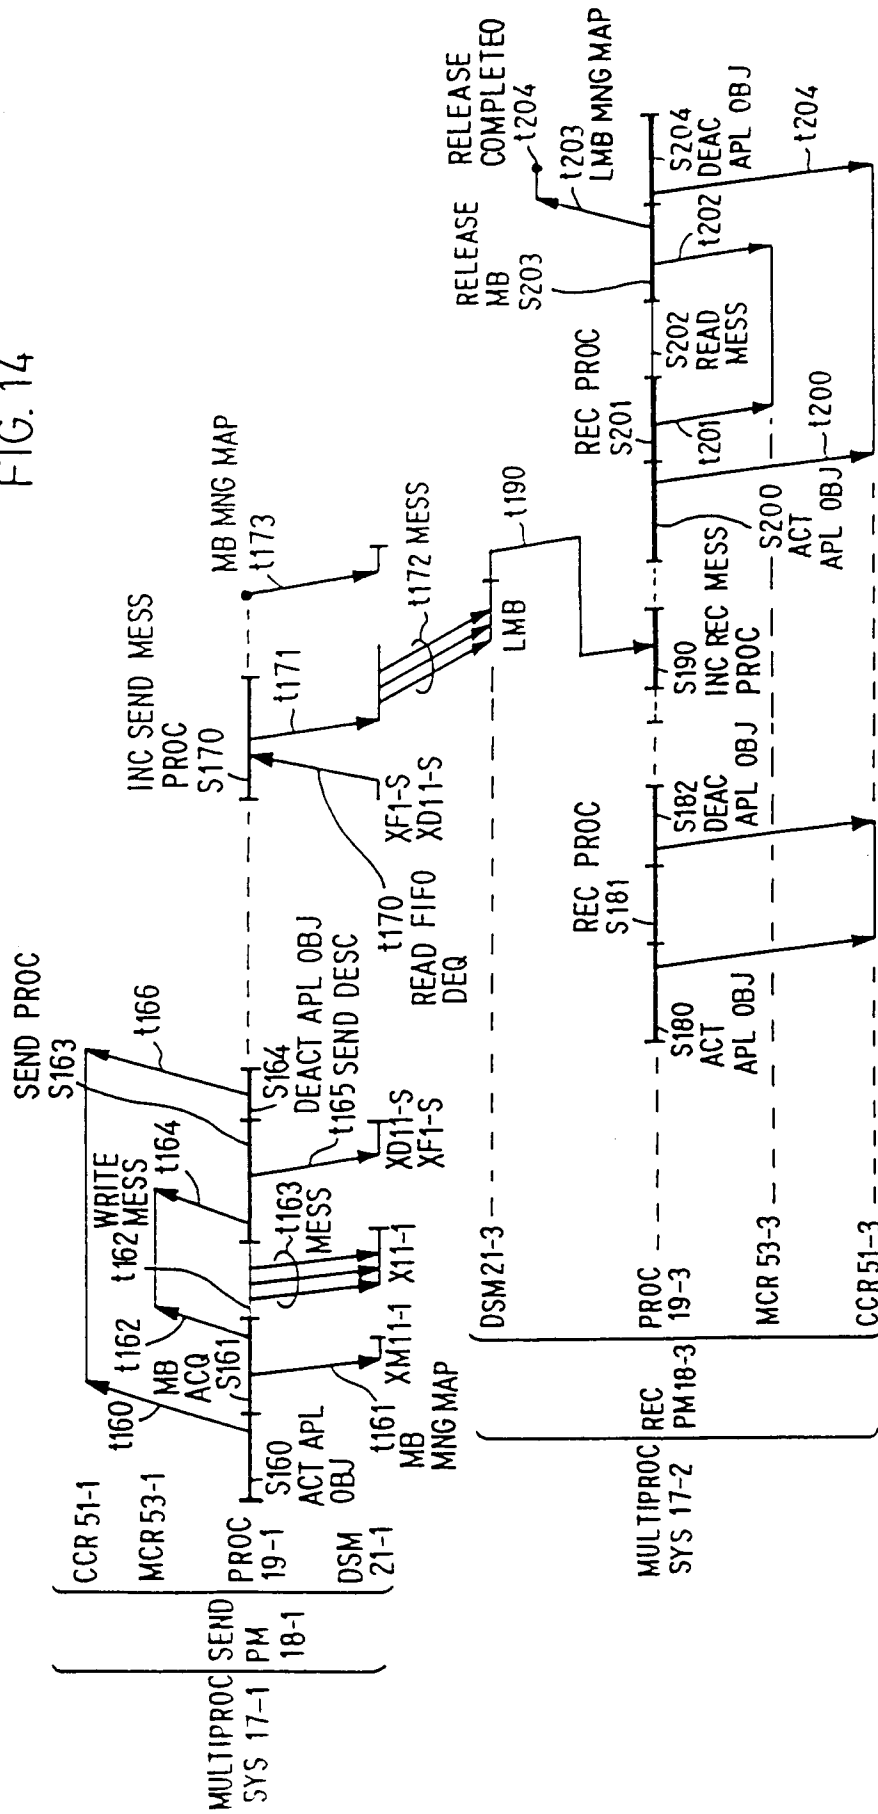 FIG. 14
MULTIPROC
SYS 17-1
SEND
PM
18-1
CCR 51-1
MCR 53-1
PROC
19-1
DSM
21-1
S160
ACT APL
OBJ
t160
t161
MB
MNG MAP
MB
ACQ
S161
XM11-1
t162
t162
WRITE
MESS
t163
MESS
X11-1
t164
SEND PROC
S163
t165 SEND DESC
XD11-S
XF1-S
S164
DEACT APL OBJ
t166
t170
READ FIFO
DEQ
XF1-S
XD11-S
INC SEND MESS
PROC
S170
t171
t172 MESS
MB MNG MAP
t173
MULTIPROC
SYS 17-2
REC
PM 18-3
DSM 21-3
PROC
19-3
MCR 53-3
CCR 51-3
LMB
t190
S180
ACT
APL OBJ
REC PROC
S181
S182
DEAC
APL OBJ
S190
INC REC MESS
PROC
S200
ACT
APL OBJ
t200
REC PROC
S201
t201
S202
READ
MESS
RELEASE
MB
S203
t202
t203
LMB MNG MAP
RELEASE
COMPLETED
t204
S204
DEAC
APL OBJ
t204